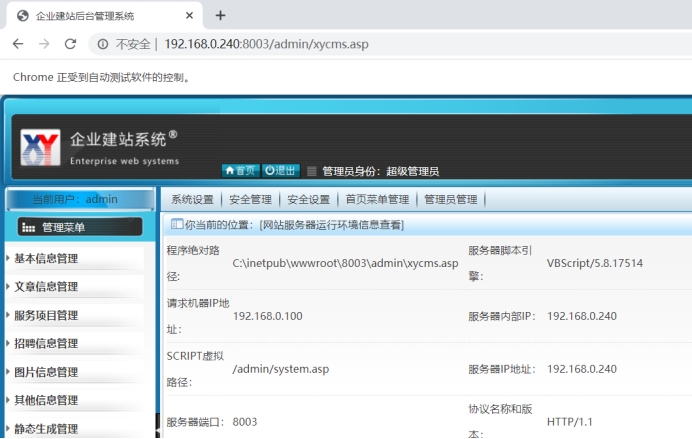 企业建站后台管理系统
不安全 | 192.168.0.240:8003/admin/xycms.asp
Chrome 正受到自动测试软件的控制。
XY 企业建站系统®
Enterprise web systems
首页 退出 管理员身份：超级管理员
当前用户：admin
系统设置 安全管理 安全设置 首页菜单管理 管理员管理
管理菜单
你当前的位置：[网站服务器运行环境信息查看]
基本信息管理
文章信息管理
服务项目管理
招聘信息管理
图片信息管理
其他信息管理
静态生成管理
程序绝对路径： C:\inetpub\wwwroot\8003\admin\xycms.asp 服务器脚本引擎： VBScript/5.8.17514
请求机器IP地址： 192.168.0.100 服务器内部IP： 192.168.0.240
SCRIPT虚拟路径： /admin/system.asp 服务器IP地址： 192.168.0.240
服务器端口： 8003 协议名称和版本： HTTP/1.1